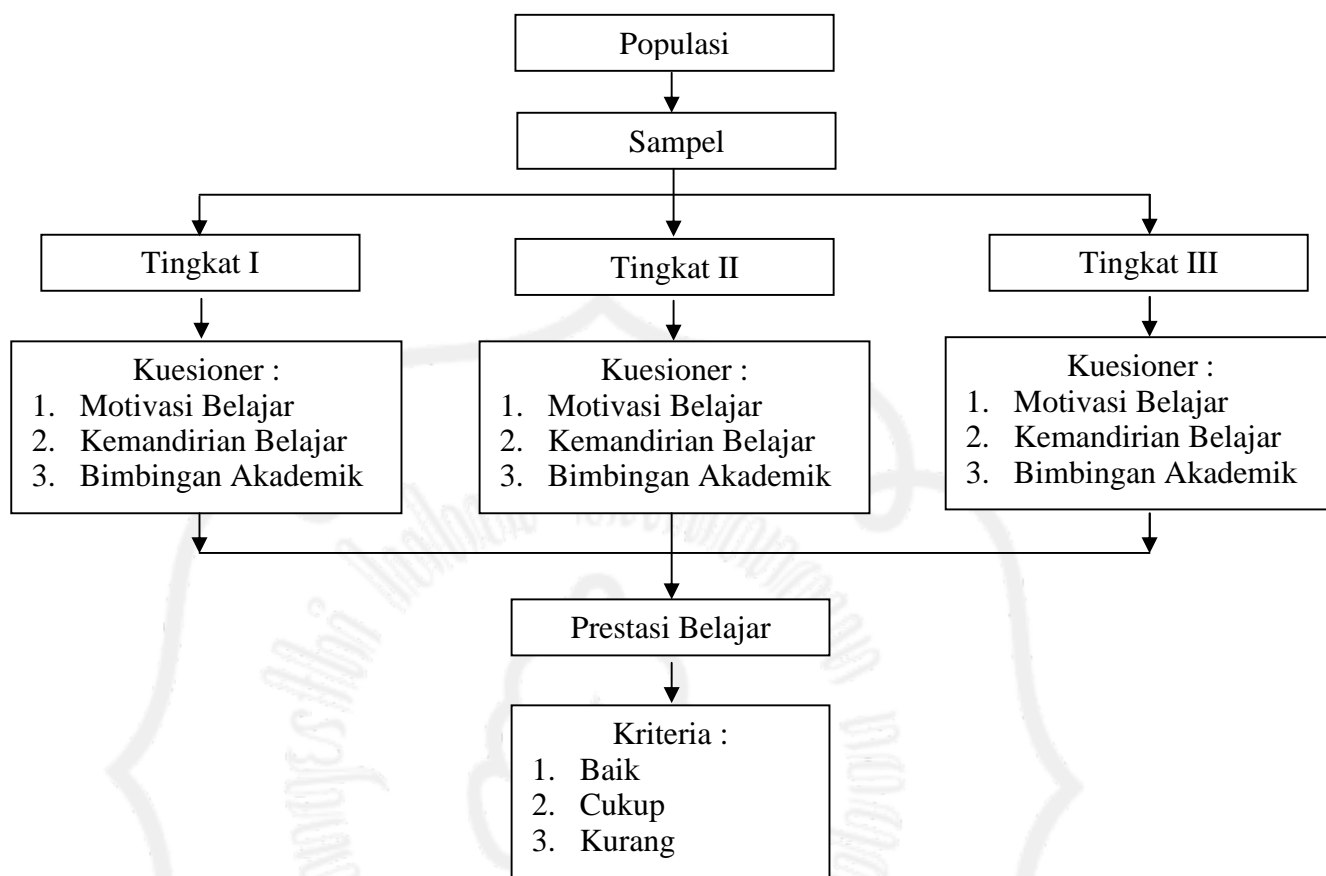 Populasi
Sampel
Tingkat I
Tingkat II
Tingkat III
Kuesioner :
1. Motivasi Belajar
2. Kemandirian Belajar
3. Bimbingan Akademik
Kuesioner :
1. Motivasi Belajar
2. Kemandirian Belajar
3. Bimbingan Akademik
Kuesioner :
1. Motivasi Belajar
2. Kemandirian Belajar
3. Bimbingan Akademik
Prestasi Belajar
Kriteria :
1. Baik
2. Cukup
3. Kurang